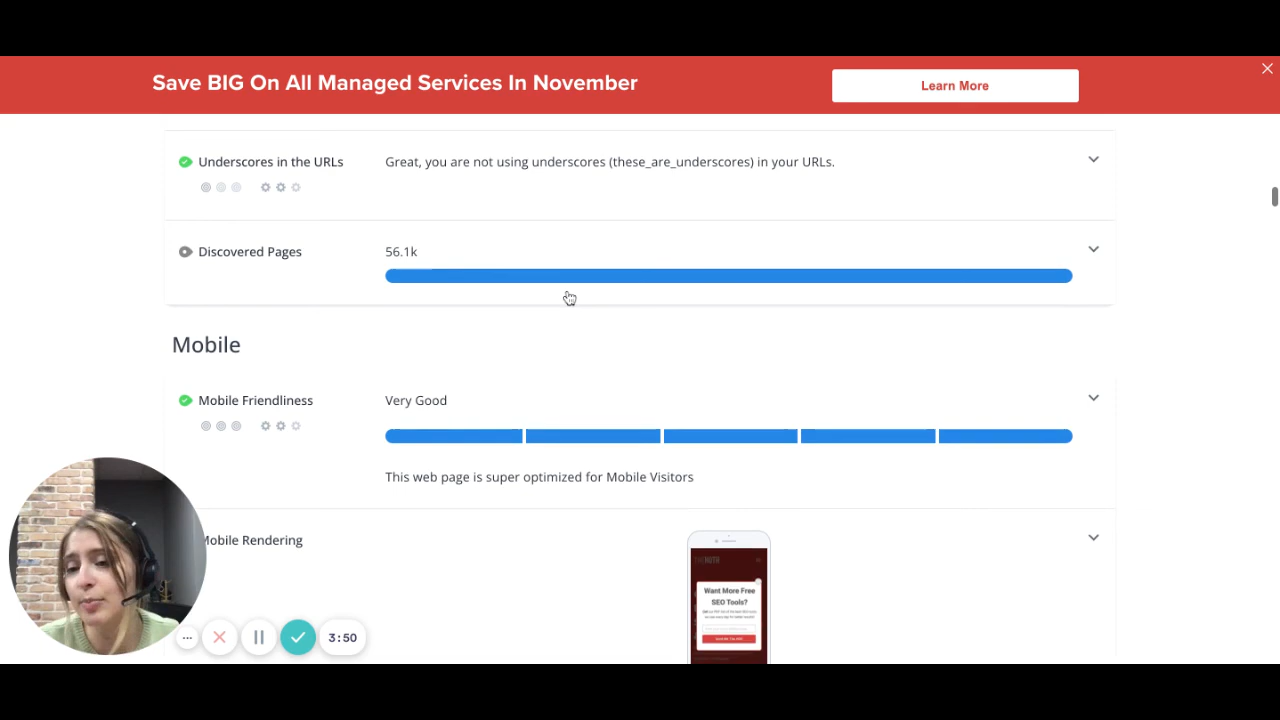 Save BIG On All Managed Services In November
Learn More
Underscores in the URLs
Great, you are not using underscores (these_are_underscores) in your URLs.
Discovered Pages
56.1k
Mobile
Mobile Friendliness
Very Good
This web page is super optimized for Mobile Visitors
Mobile Rendering
Want More Free
SEO Tools?
3:50